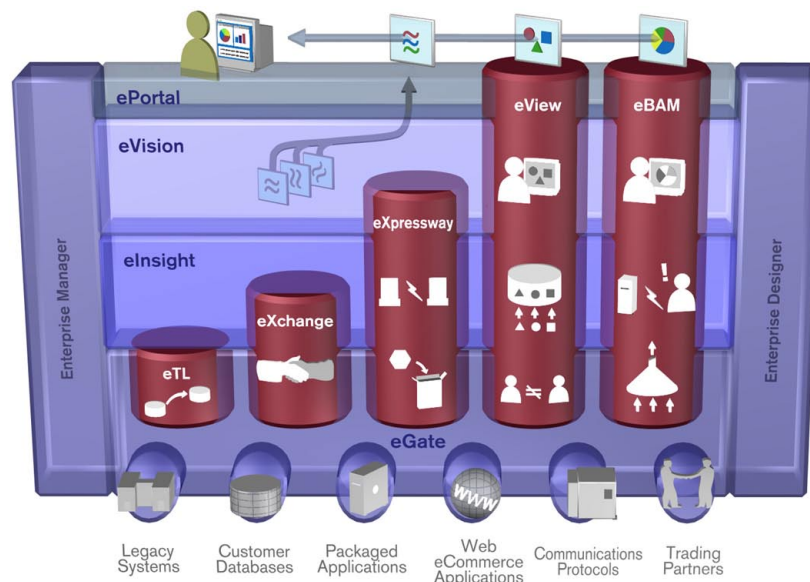 ePortal
eView
eBAM
eVision
eXpressway
eInsight
eXchange
eTL
eGate
Enterprise Manager
Enterprise Designer
!
WWW
Legacy
Systems
Customer
Databases
Packaged
Applications
Web
eCommerce
Applications
Communications
Protocols
Trading
Partners